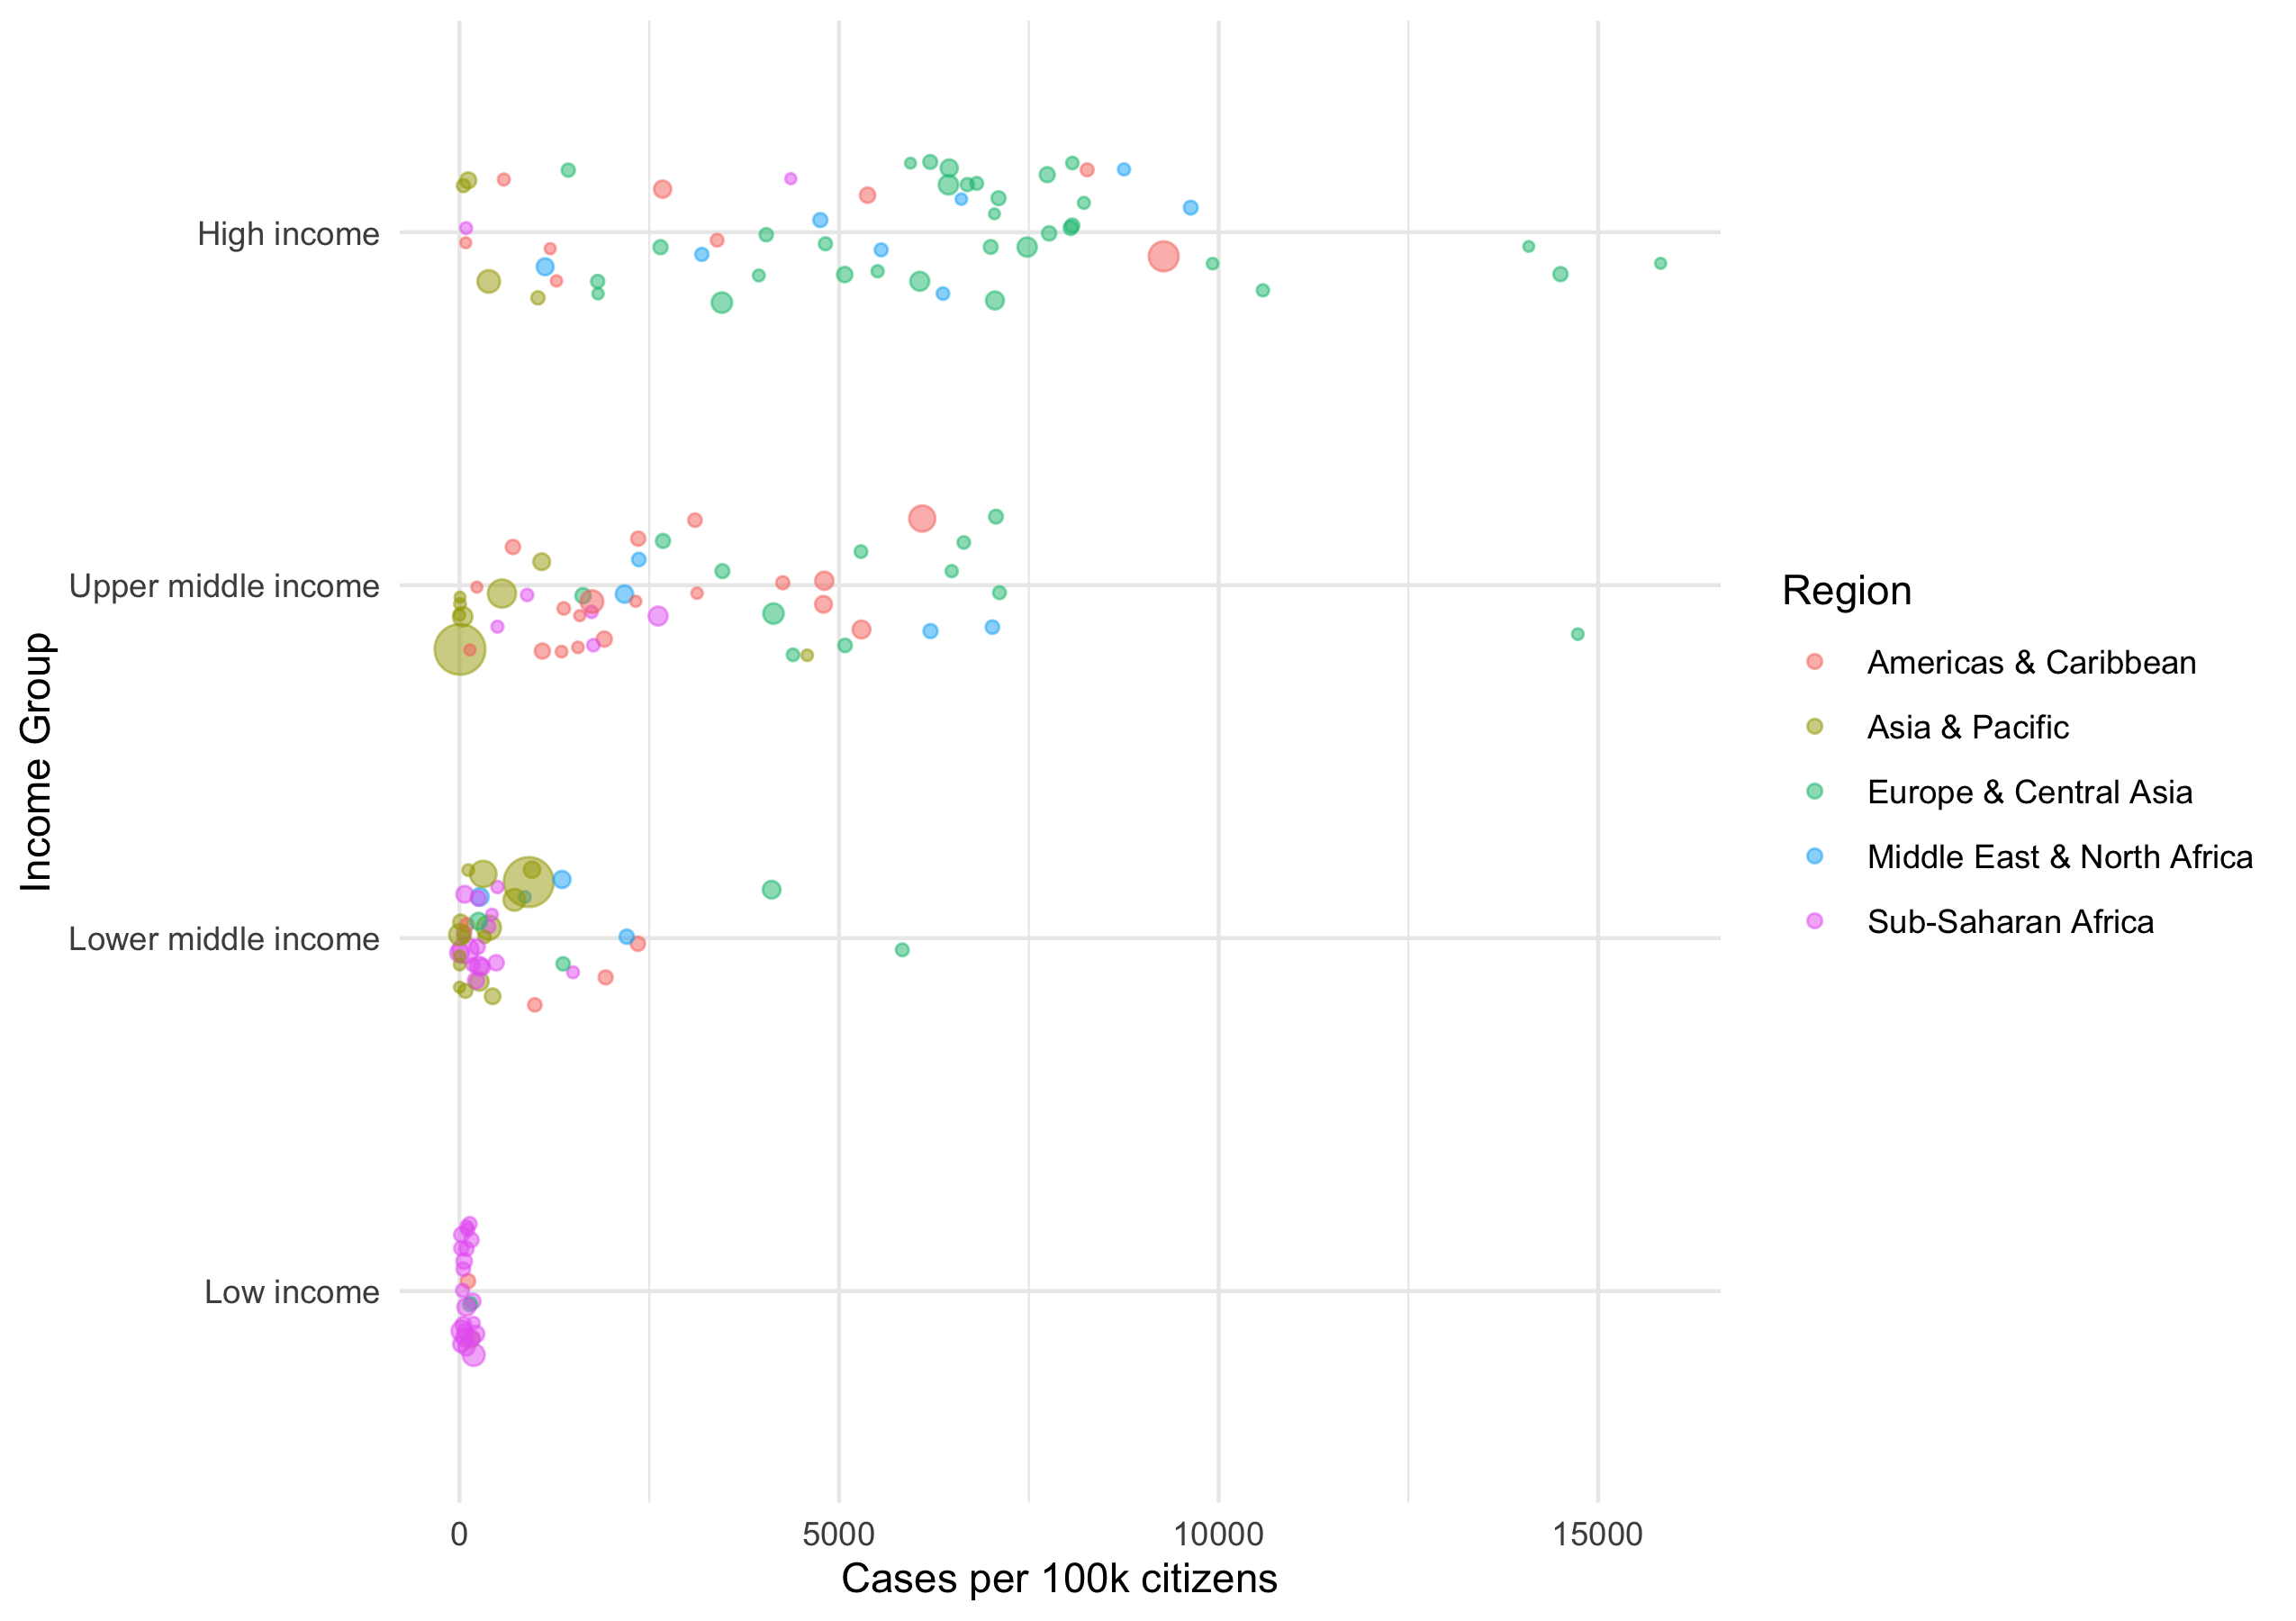 High income
Upper middle income
Lower middle income
Low income
Income Group
0
5000
10000
15000
Cases per 100k citizens
Region
Americas & Caribbean
Asia & Pacific
Europe & Central Asia
Middle East & North Africa
Sub-Saharan Africa